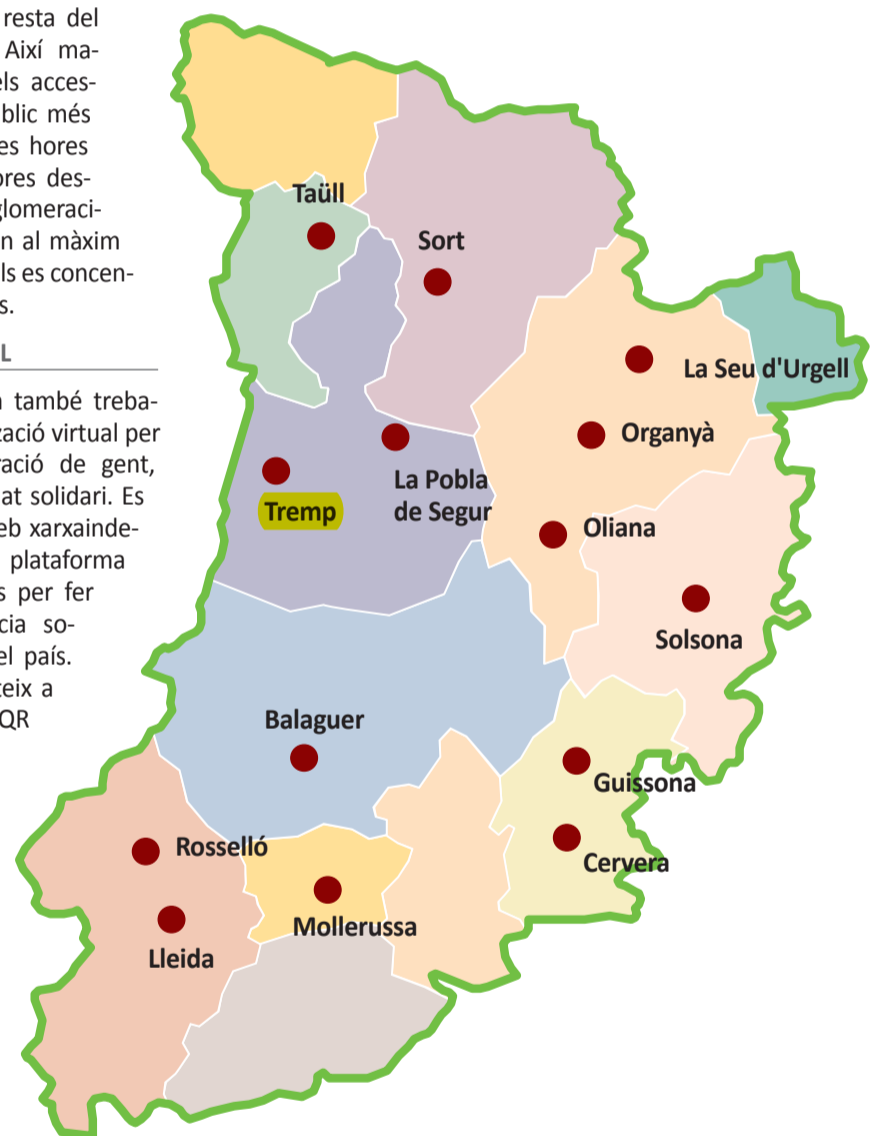 resta del
Així ma-
els acces-
blic més
es hores
ores des-
glomeraci-
n al màxim
ls es concen-
s.
L
també treba-
zació virtual per
ració de gent,
at solidari. Es
eb xarxainde-
plataforma
s per fer
cia so-
el país.
eix a
QR
Taüll
Sort
La Seu d'Urgell
Organyà
La Pobla
de Segur
Tremp
Oliana
Solsona
Balaguer
Guissona
Rosselló
Cervera
Mollerussa
Lleida